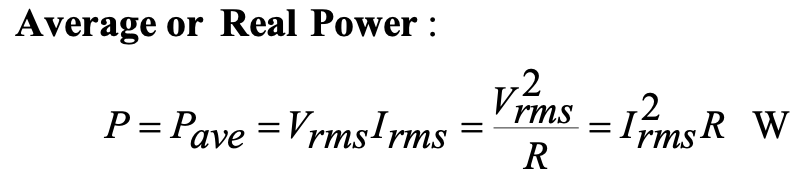 Average or Real Power :
P = P_ave = V_rms I_rms = V_rms^2 / R = I_rms^2 R W